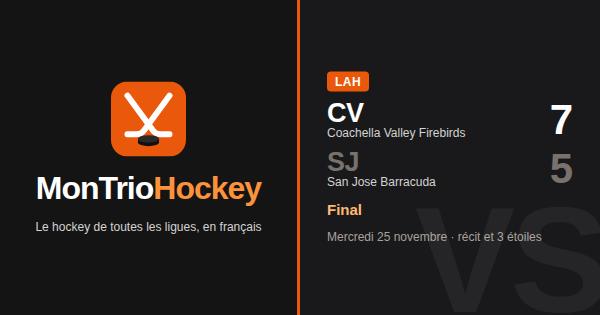 MonTrioHockey
Le hockey de toutes les ligues, en français
LAH
CV 7
Coachella Valley Firebirds
SJ 5
San Jose Barracuda
Final
Mercredi 25 novembre · récit et 3 étoiles
VS